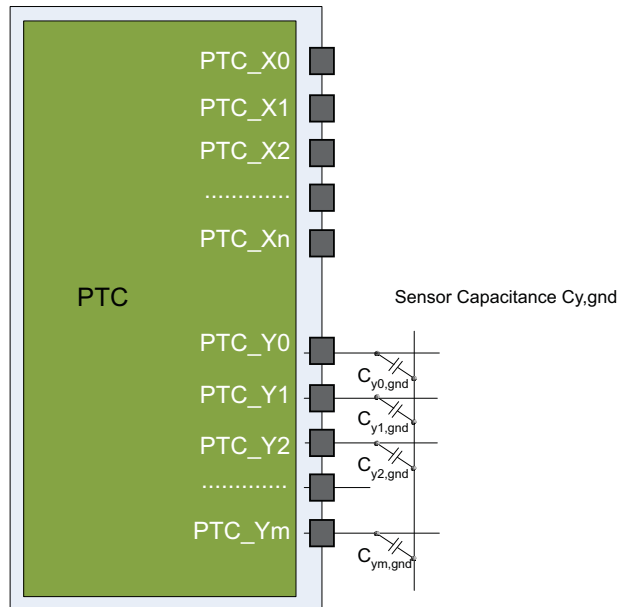 PTC_X0
PTC_X1
PTC_X2
.............
PTC_Xn
PTC
Sensor Capacitance Cy,gnd
PTC_Y0
Cy0,gnd
PTC_Y1
Cy1,gnd
PTC_Y2
Cy2,gnd
.............
PTC_Ym
Cym,gnd